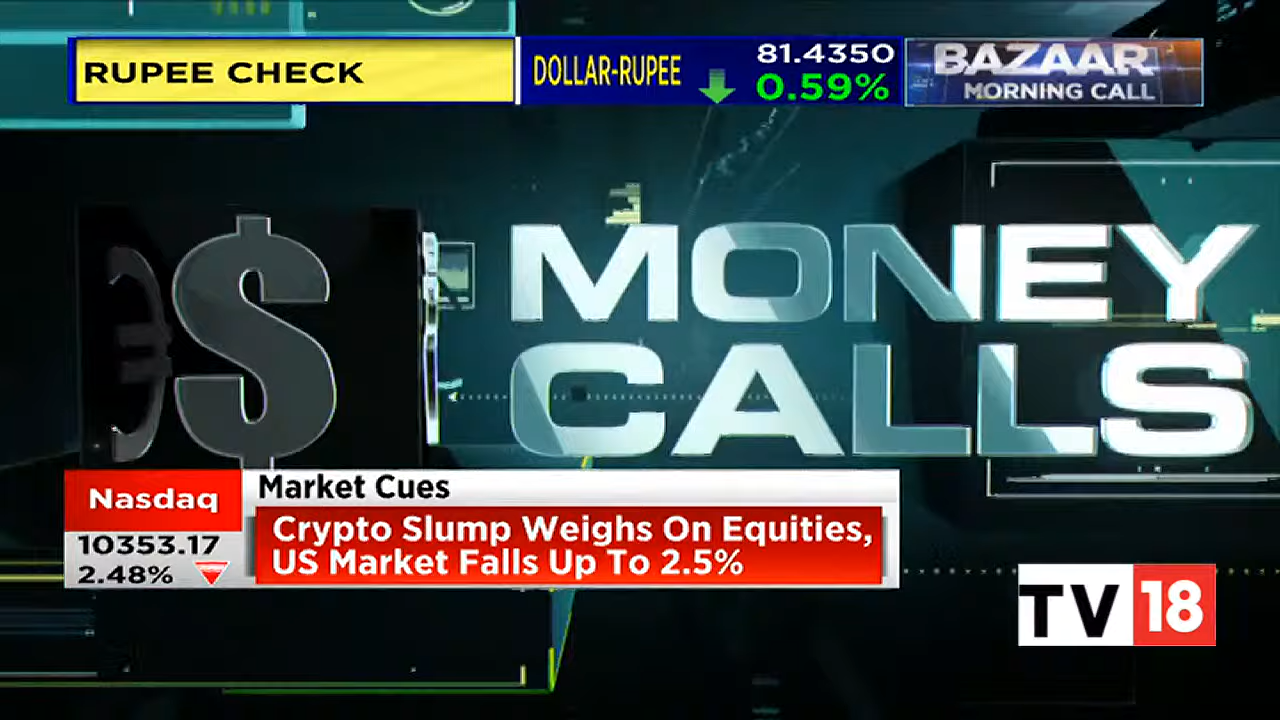 RUPEE CHECK
DOLLAR-RUPEE
81.4350
0.59%
BAZAAR
MORNING CALL
$ MONEY
CALLS
Nasdaq
10353.17
2.48%
Market Cues
Crypto Slump Weighs On Equities,
US Market Falls Up To 2.5%
TV18